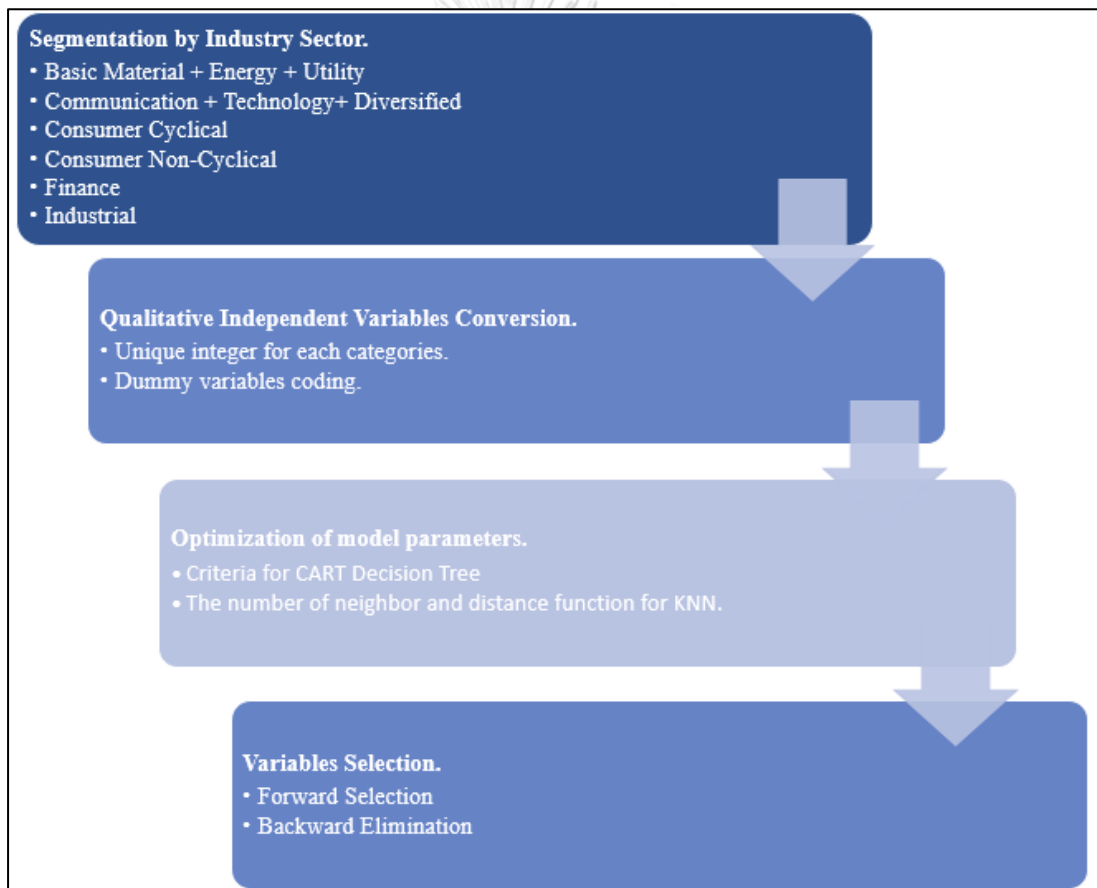 Segmentation by Industry Sector.
• Basic Material + Energy + Utility
• Communication + Technology+ Diversified
• Consumer Cyclical
• Consumer Non-Cyclical
• Finance
• Industrial
Qualitative Independent Variables Conversion.
• Unique integer for each categories.
• Dummy variables coding.
Optimization of model parameters.
• Criteria for CART Decision Tree
• The number of neighbor and distance function for KNN.
Variables Selection.
• Forward Selection
• Backward Elimination